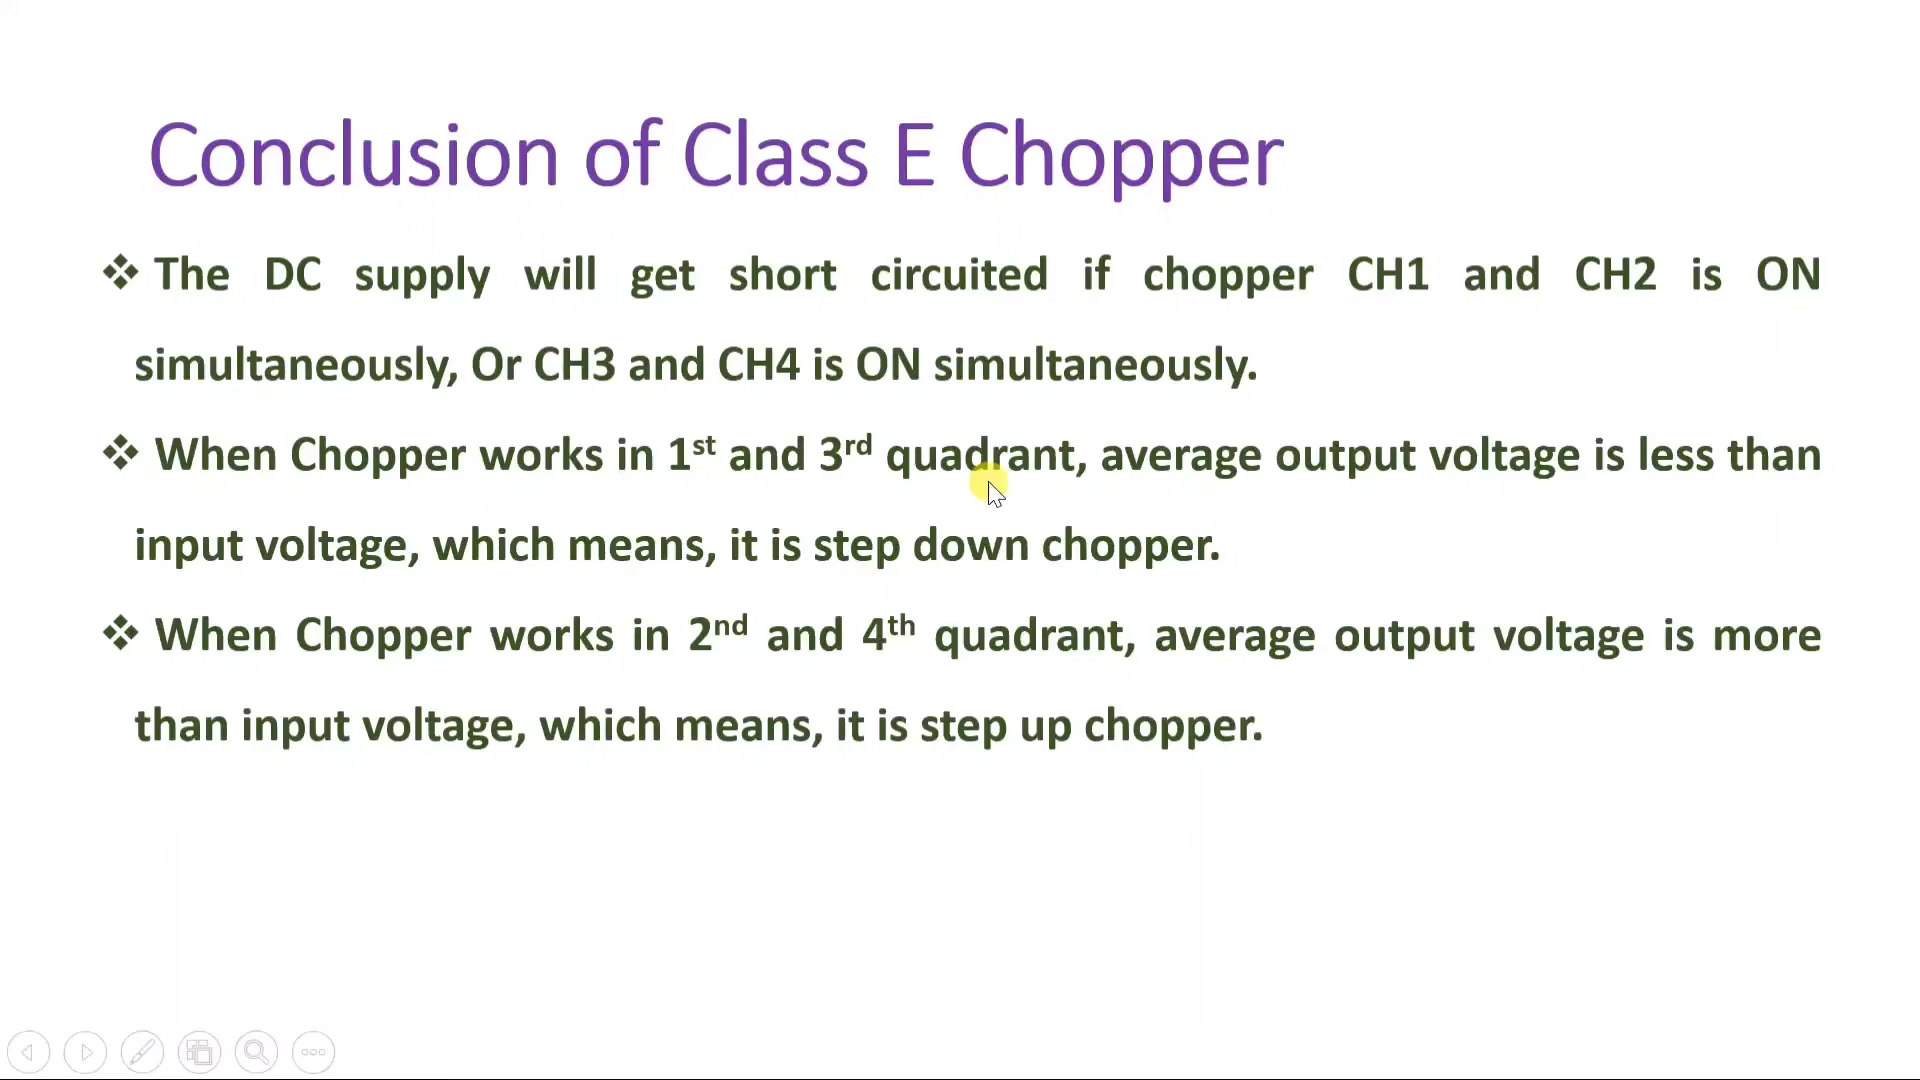 Conclusion of Class E Chopper
❖ The DC supply will get short circuited if chopper CH1 and CH2 is ON
simultaneously, Or CH3 and CH4 is ON simultaneously.
❖ When Chopper works in 1st and 3rd quadrant, average output voltage is less than
input voltage, which means, it is step down chopper.
❖ When Chopper works in 2nd and 4th quadrant, average output voltage is more
than input voltage, which means, it is step up chopper.